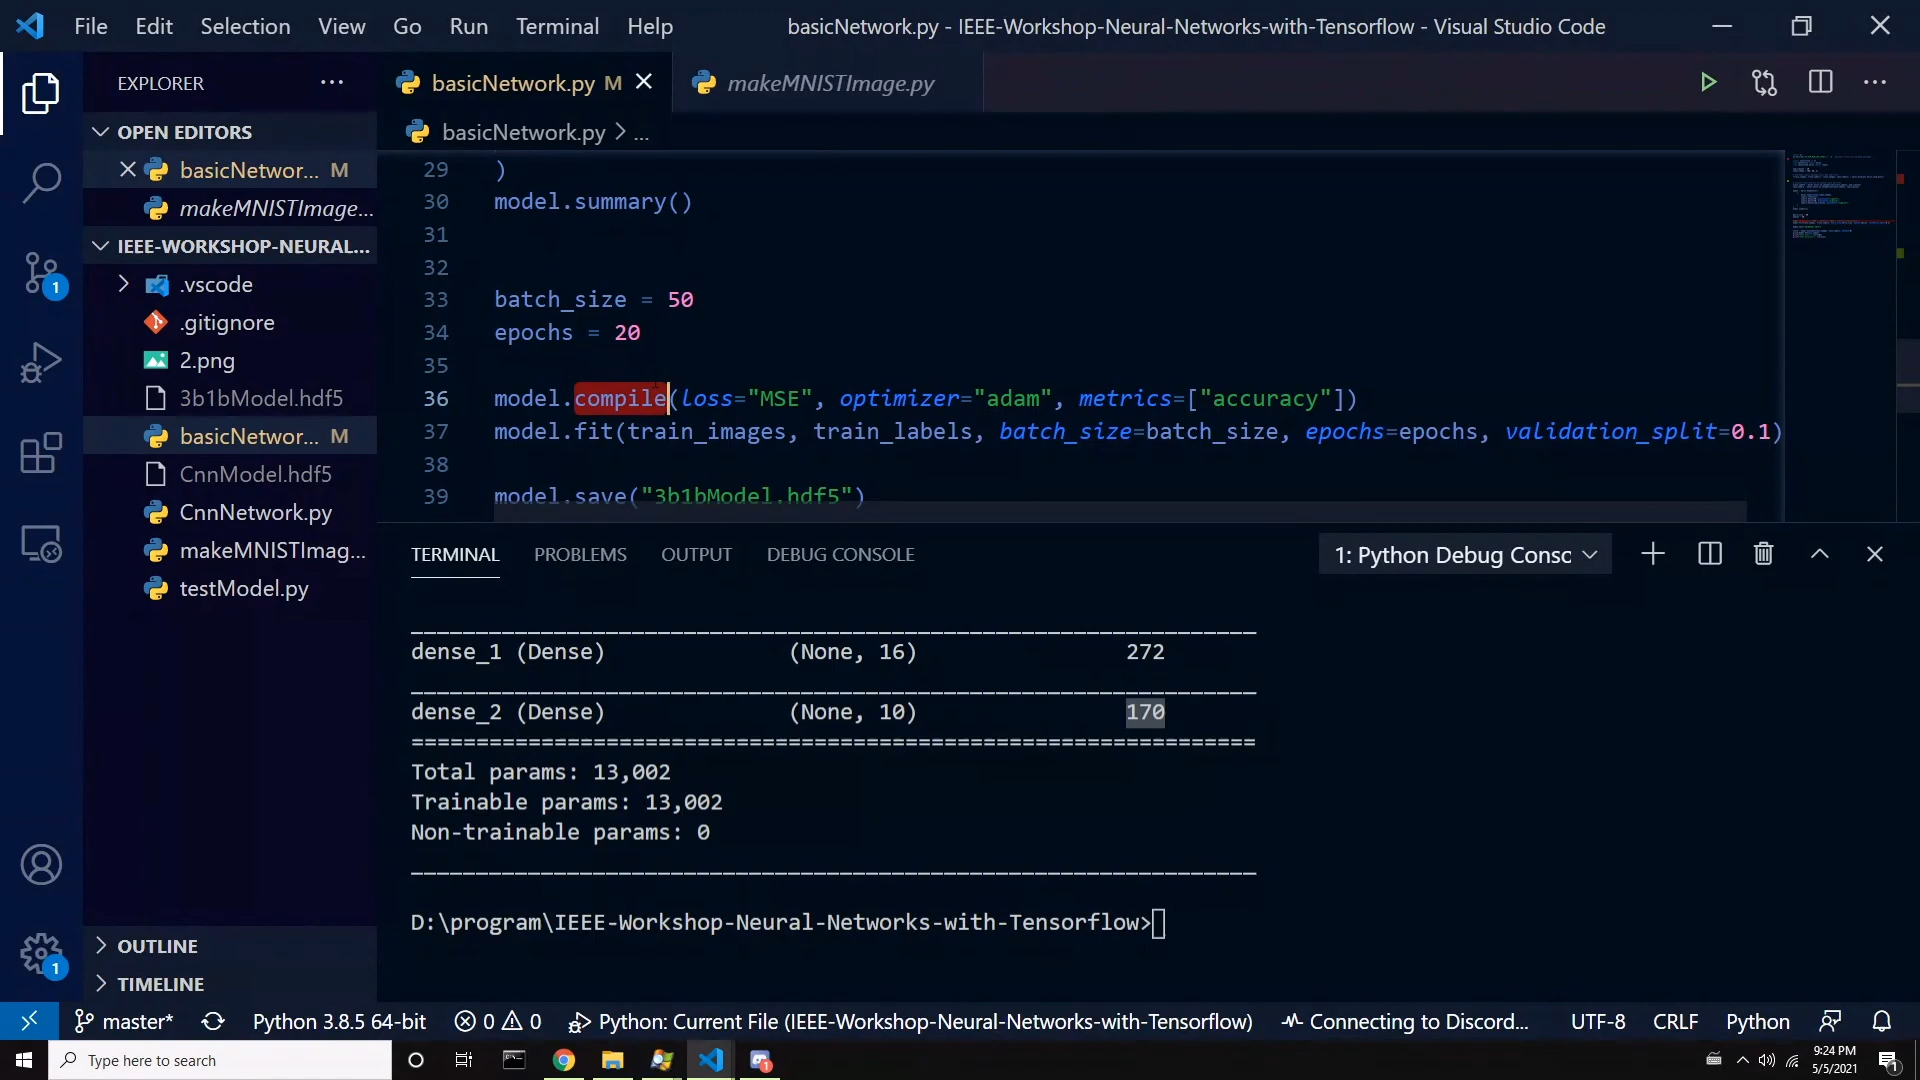 File Edit Selection View Go Run Terminal Help
basicNetwork.py - IEEE-Workshop-Neural-Networks-with-Tensorflow - Visual Studio Code
EXPLORER
basicNetwork.py M
makeMNISTImage.py
OPEN EDITORS
basicNetwork.py > ...
basicNetwor... M
makeMNISTImage...
IEEE-WORKSHOP-NEURAL...
.vscode
.gitignore
2.png
3b1bModel.hdf5
basicNetwor... M
CnnModel.hdf5
CnnNetwork.py
makeMNISTImag...
testModel.py
OUTLINE
TIMELINE
1
1
29 )
30 model.summary()
31
32
33 batch_size = 50
34 epochs = 20
35
36 model.compile(loss="MSE", optimizer="adam", metrics=["accuracy"])
37 model.fit(train_images, train_labels, batch_size=batch_size, epochs=epochs, validation_split=0.1)
38
39 model.save("3b1bModel.hdf5")
TERMINAL PROBLEMS OUTPUT DEBUG CONSOLE
1: Python Debug Consc
dense_1 (Dense) (None, 16) 272
dense_2 (Dense) (None, 10) 170
=================================================================
Total params: 13,002
Trainable params: 13,002
Non-trainable params: 0
D:\program\IEEE-Workshop-Neural-Networks-with-Tensorflow>
master* Python 3.8.5 64-bit 0 0 Python: Current File (IEEE-Workshop-Neural-Networks-with-Tensorflow) Connecting to Discord... UTF-8 CRLF Python
Type here to search
9:24 PM
5/5/2021
1
1